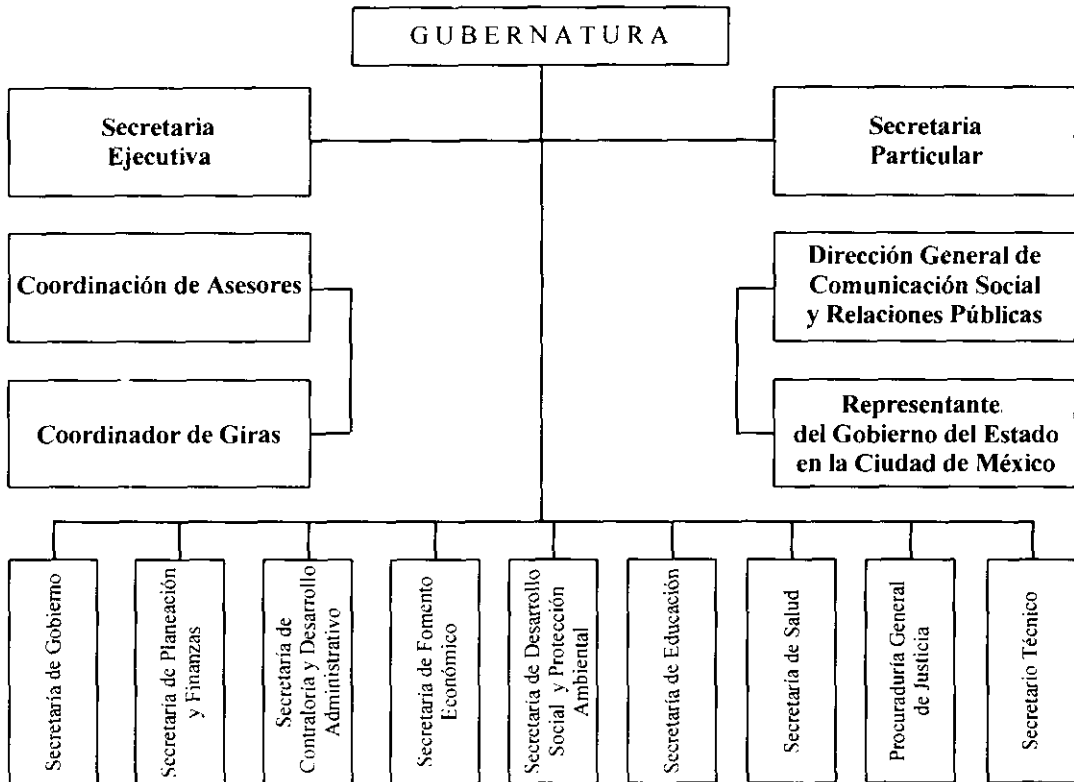 GUBERNATURA
Secretaria
Ejecutiva
Secretaria
Particular
Coordinación de Asesores
Dirección General de
Comunicación Social
y Relaciones Públicas
Coordinador de Giras
Representante
del Gobierno del Estado
en la Ciudad de México
Secretaría de Gobierno
Secretaria de Planeación
y Finanzas
Secretaría de
Contraloría y Desarrollo
Administrativo
Secretaria de Fomento
Económico
Secretaria de Desarrollo
Social y Protección
Ambiental
Secretaría de Educación
Secretaría de Salud
Procuraduría General
de Justicia
Secretario Técnico